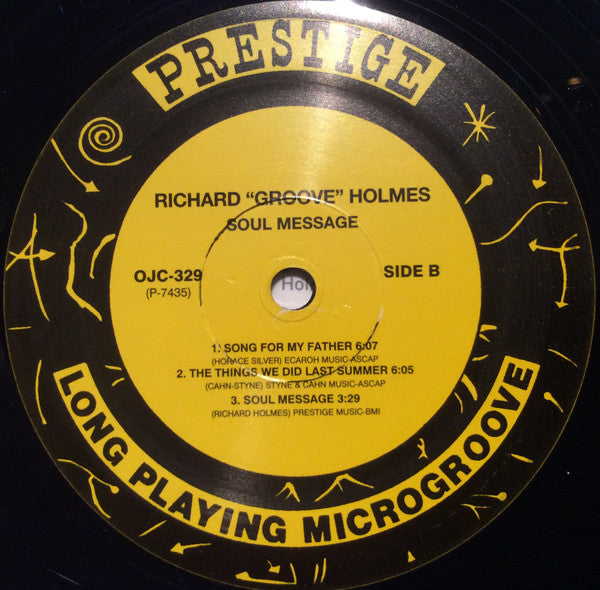 PRESTIGE
RICHARD “GROOVE” HOLMES
SOUL MESSAGE
OJC-329
(P-7435)
SIDE B
Hol
1. SONG FOR MY FATHER 6:07
(HORACE SILVER) ECAROH MUSIC-ASCAP
2. THE THINGS WE DID LAST SUMMER 6:05
(CAHN-STYNE) STYNE & CAHN MUSIC-ASCAP
3. SOUL MESSAGE 3:29
(RICHARD HOLMES) PRESTIGE MUSIC-BMI
LONG PLAYING MICROGROOVE